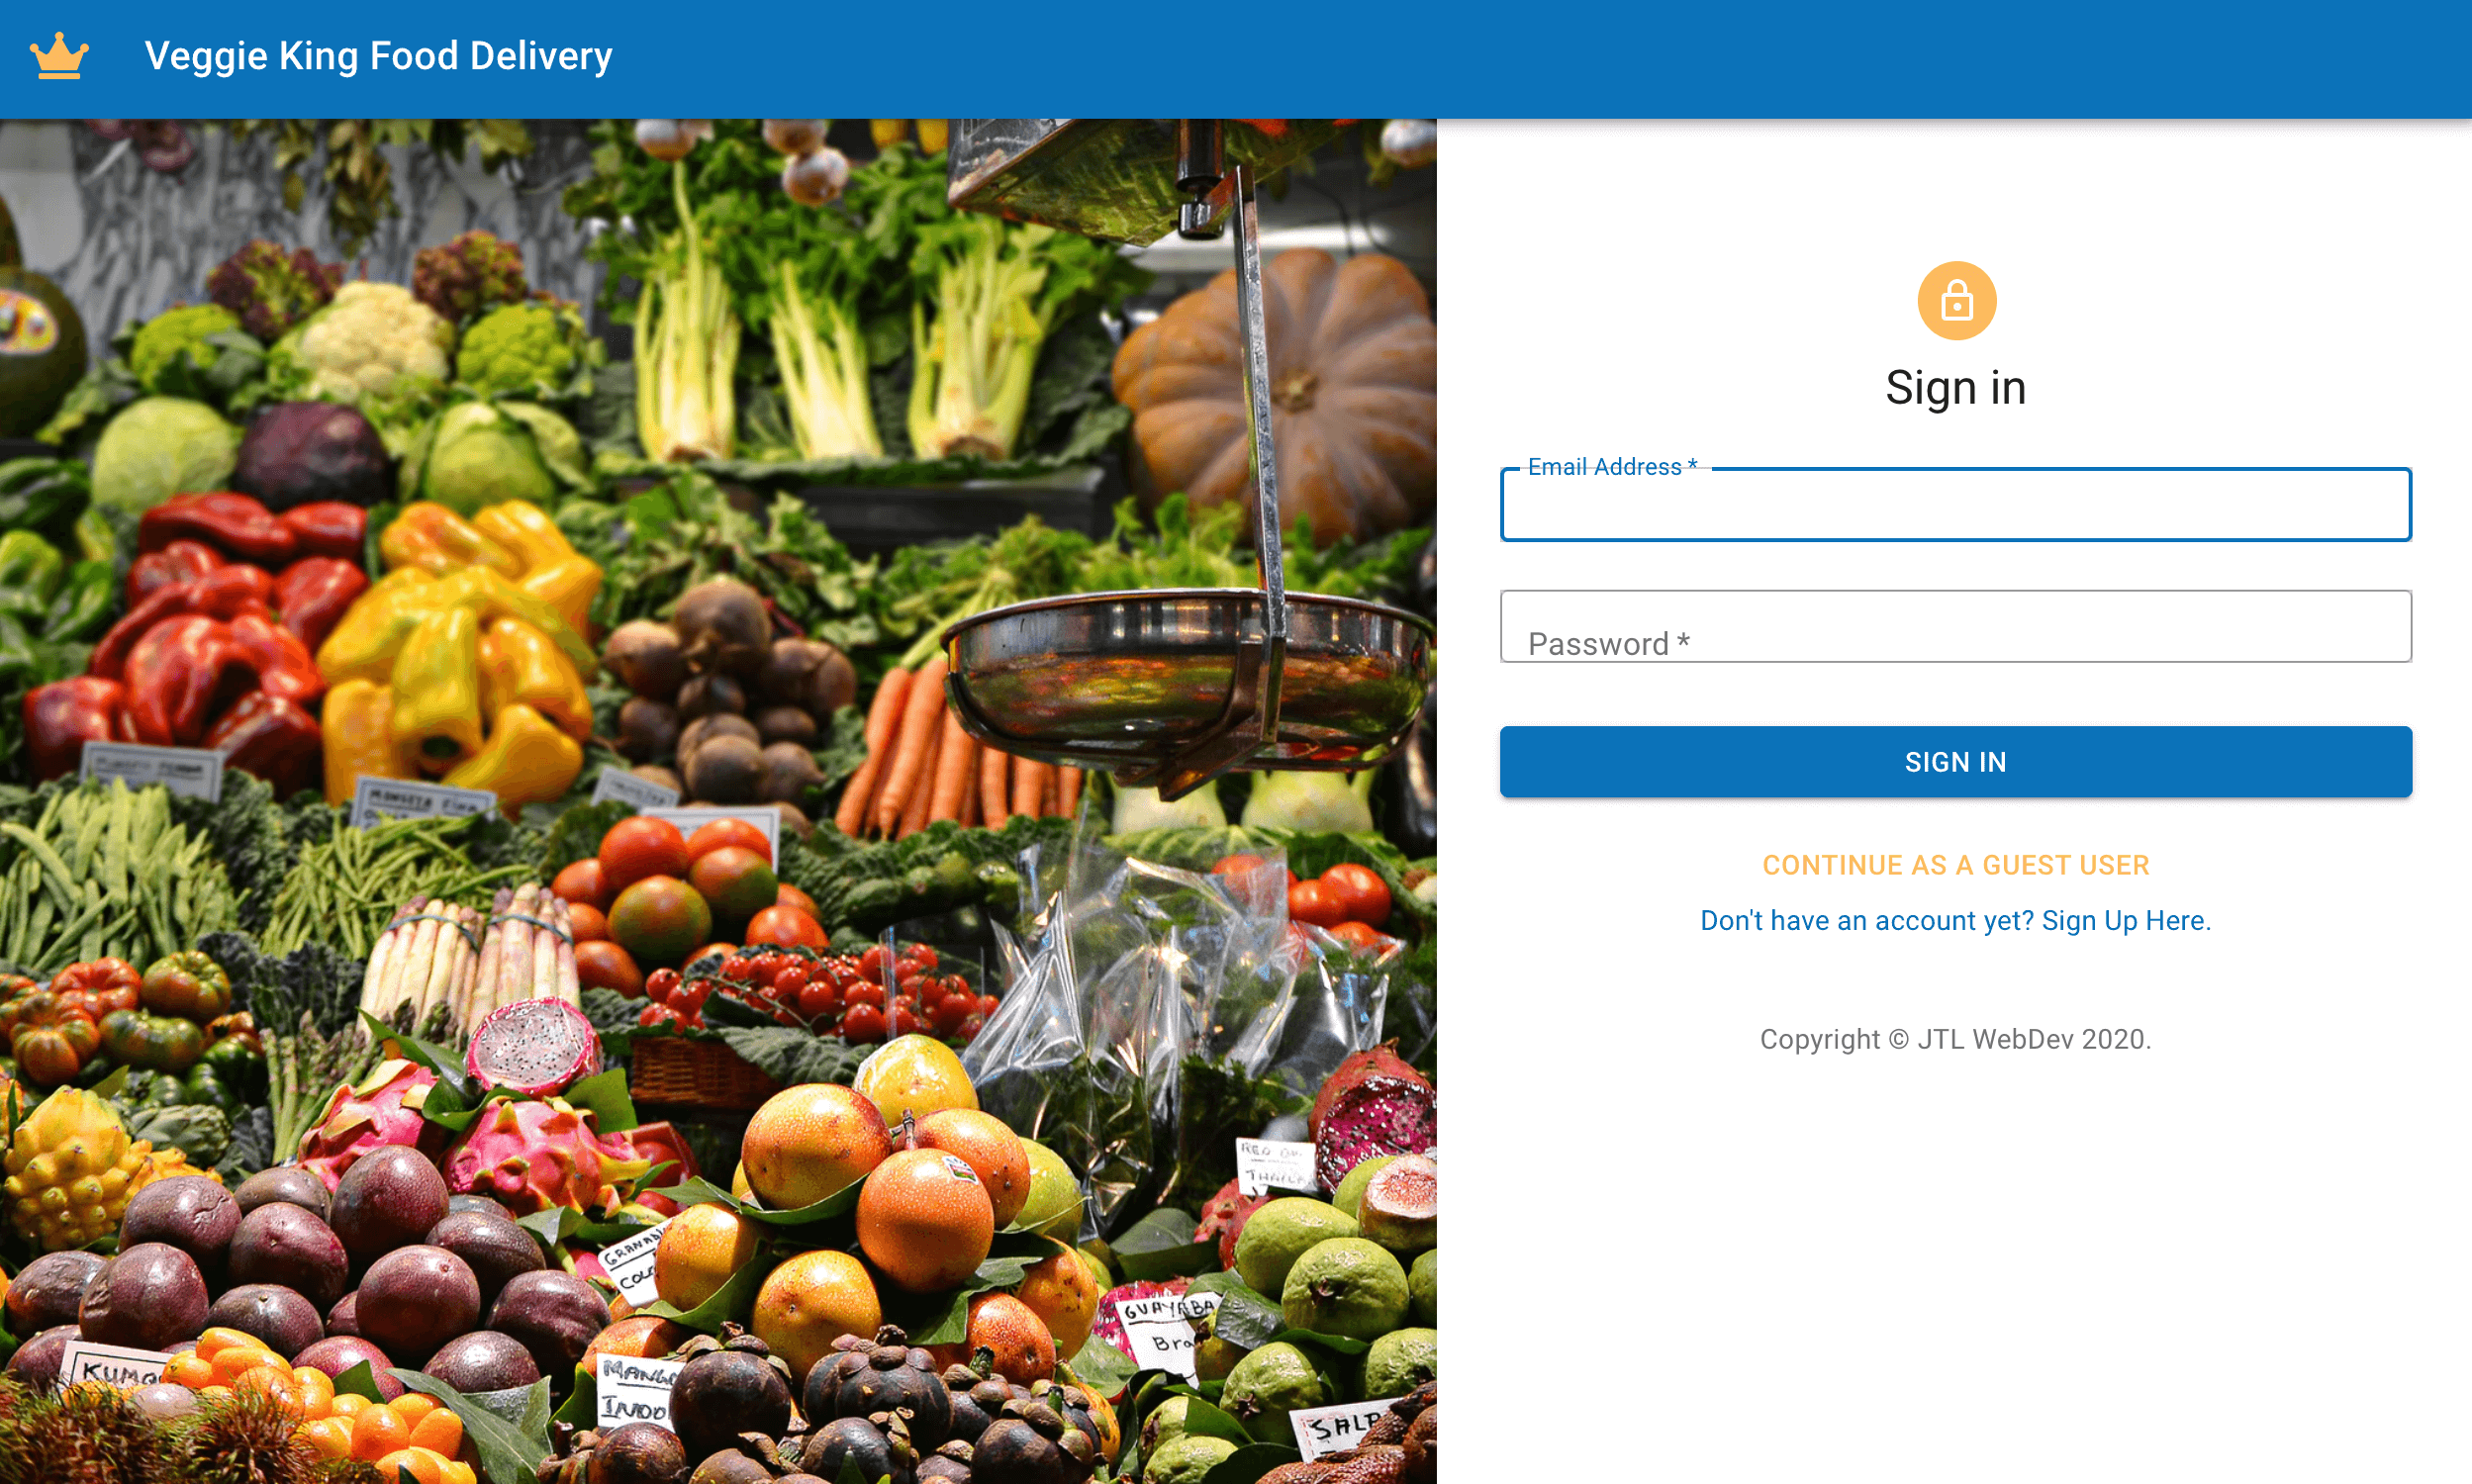 Veggie King Food Delivery
Sign in
Email Address *
Password *
SIGN IN
CONTINUE AS A GUEST USER
Don't have an account yet? Sign Up Here.
Copyright © JTL WebDev 2020.
GUAYABA